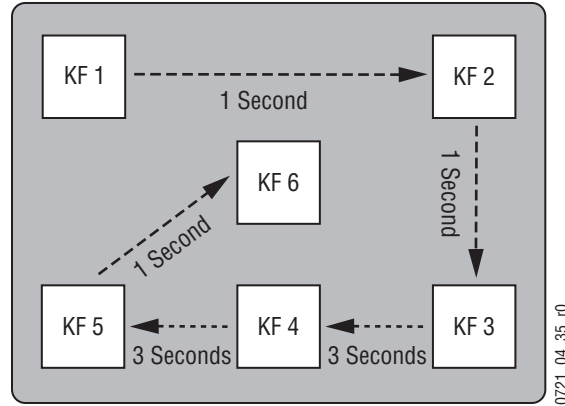 KF 1
1 Second
KF 2
1 Second
KF 6
1 Second
KF 5
3 Seconds
KF 4
3 Seconds
KF 3
0721_04_35_r0